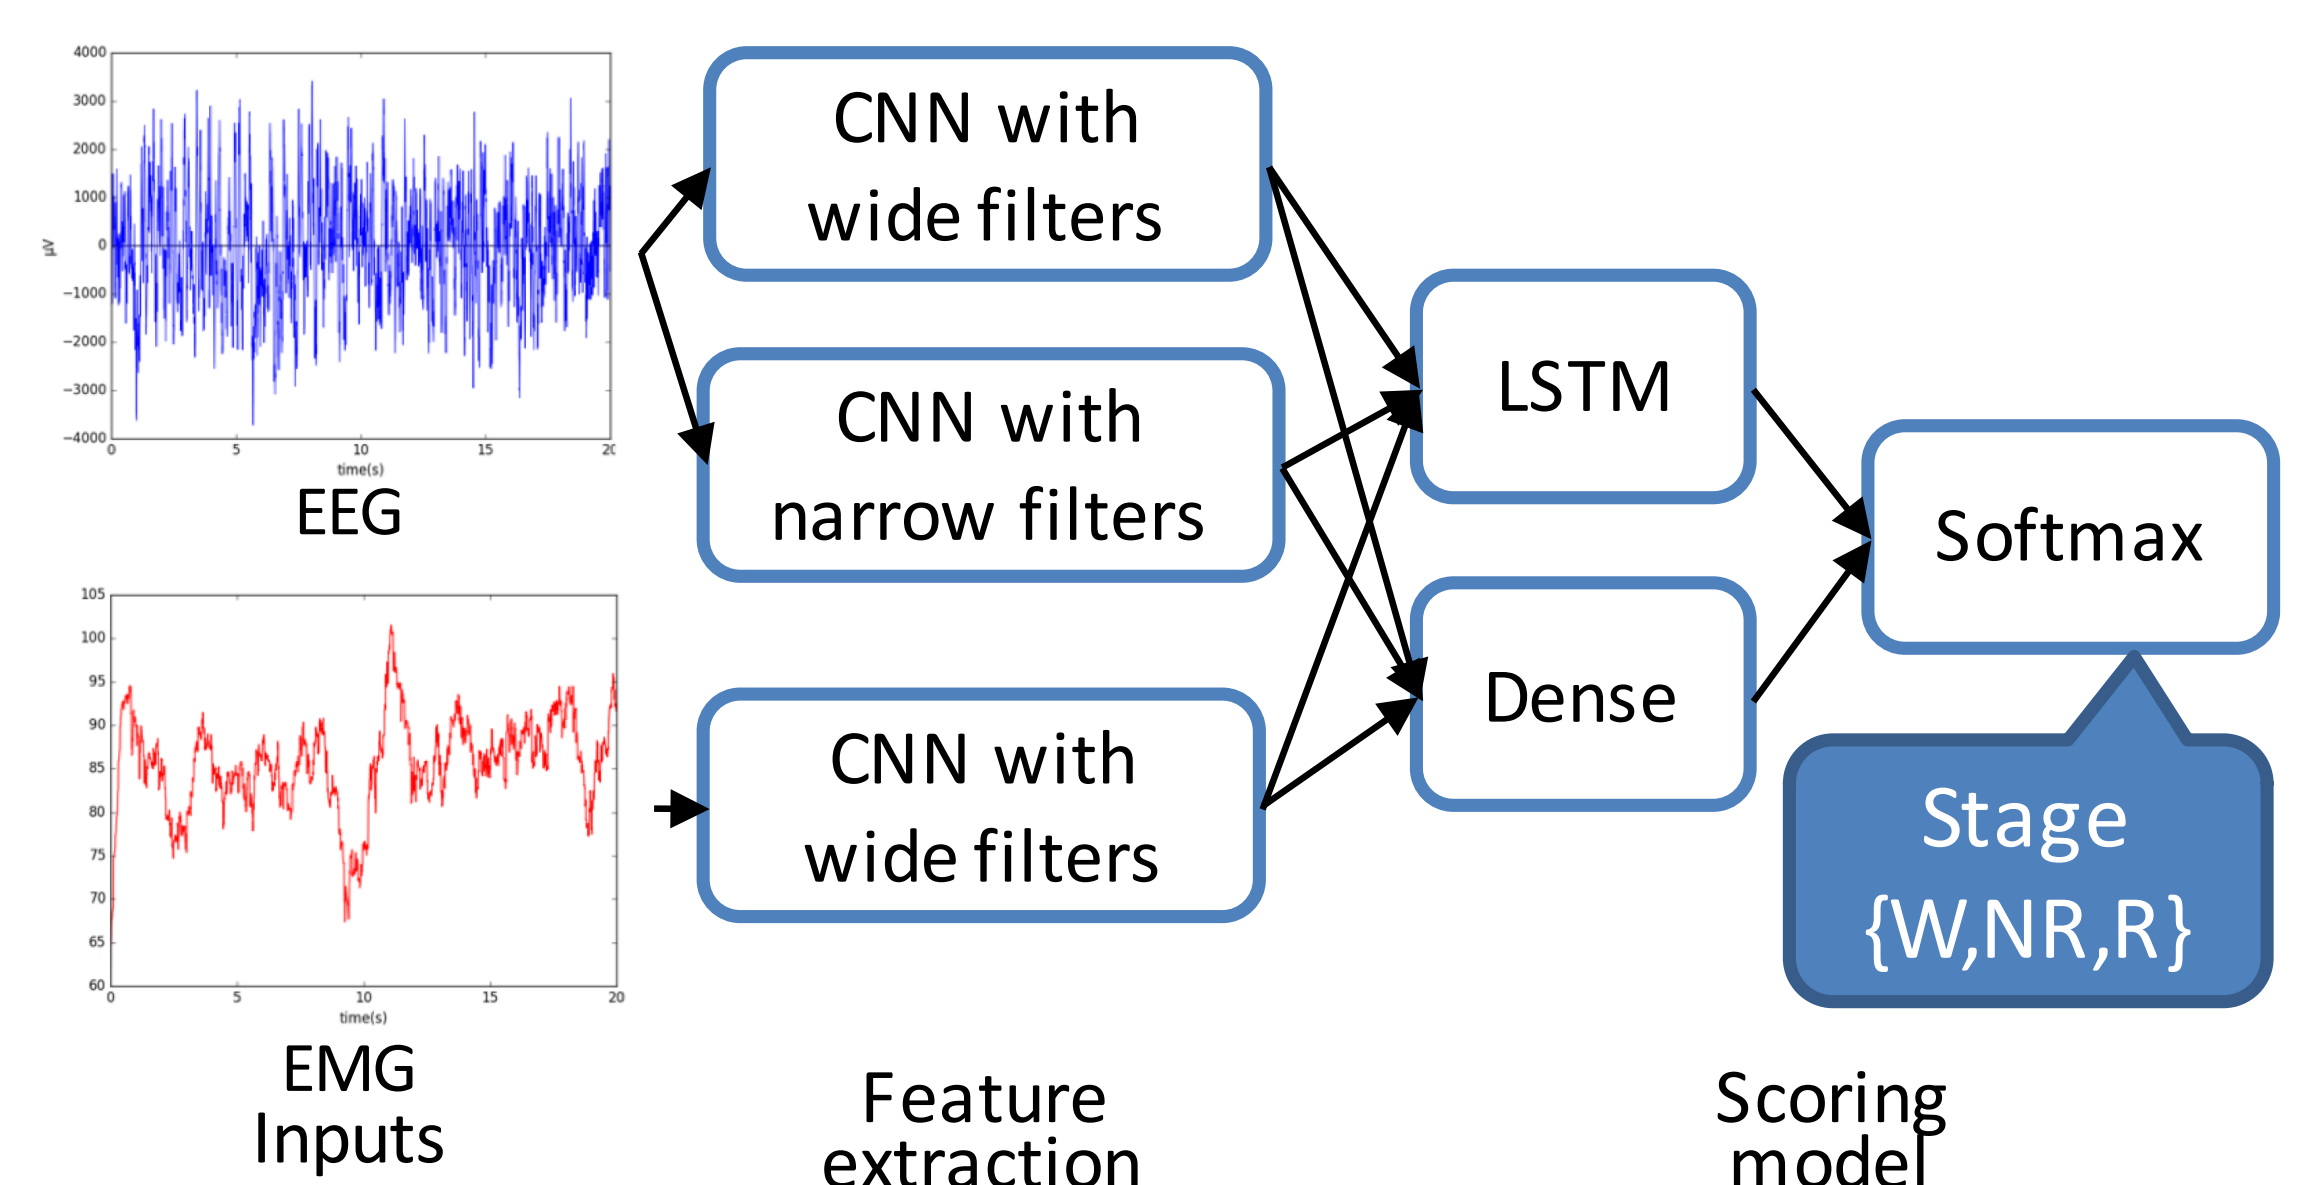 4000
3000
2000
1000
0
−1000
−2000
−3000
−4000
μV
0 5 10 15 20
time(s)
EEG
105
100
95
90
85
80
75
70
65
60
0 5 10 15 20
time(s)
EMG
Inputs
CNN with
wide filters
CNN with
narrow filters
CNN with
wide filters
Feature
extraction
LSTM
Dense
Softmax
Stage
{W,NR,R}
Scoring
model